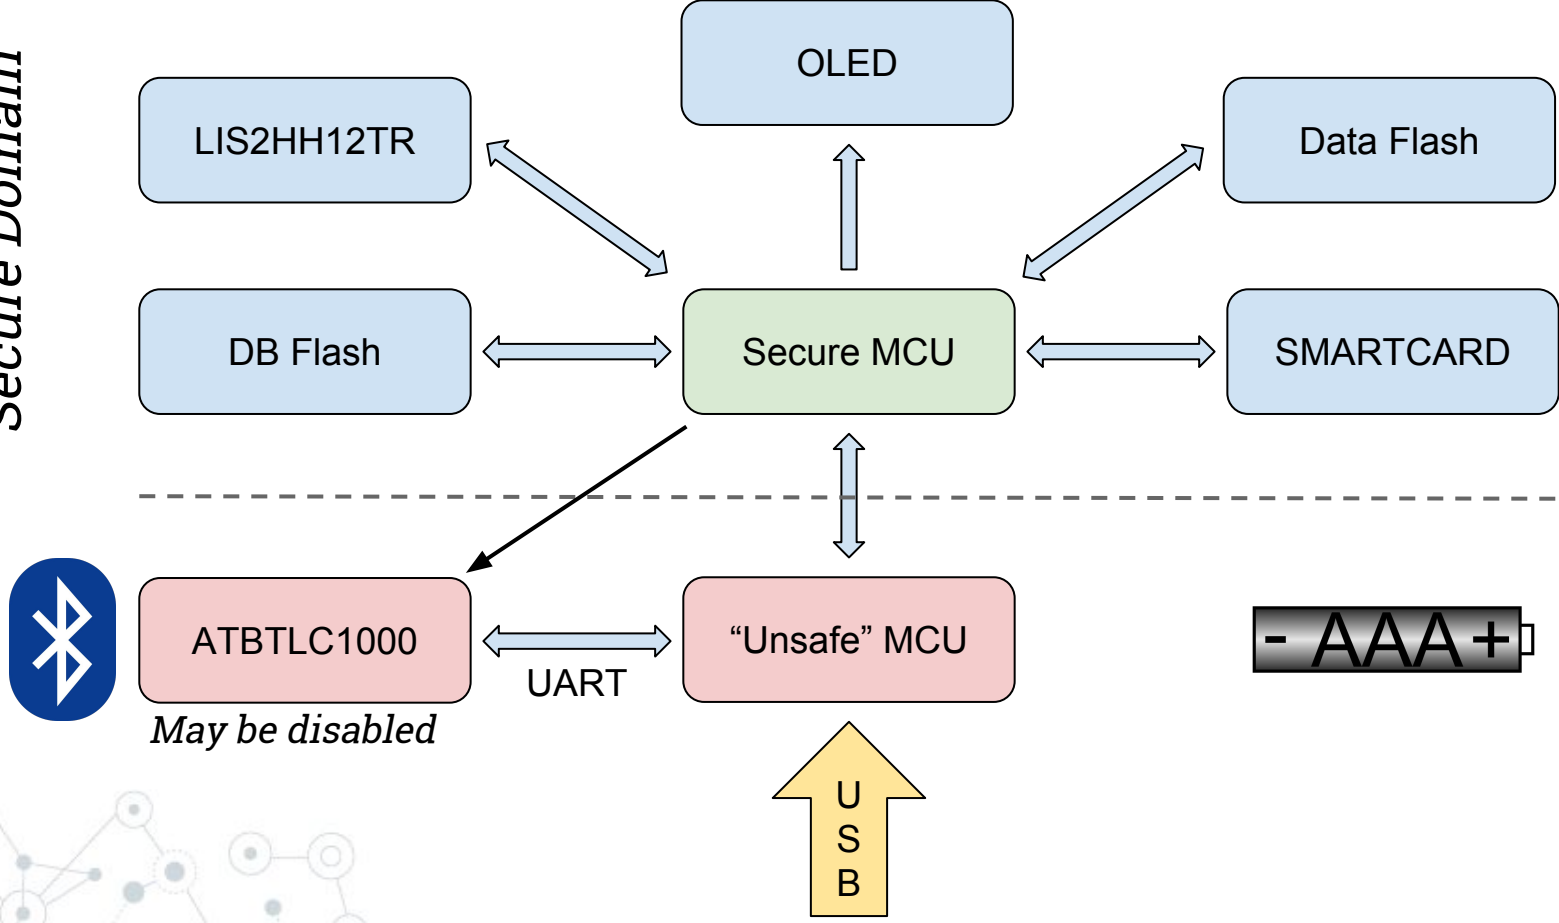 Secure Domain
OLED
LIS2HH12TR
Data Flash
DB Flash
Secure MCU
SMARTCARD
ATBTLC1000
“Unsafe” MCU
- AAA +
UART
May be disabled
U
S
B